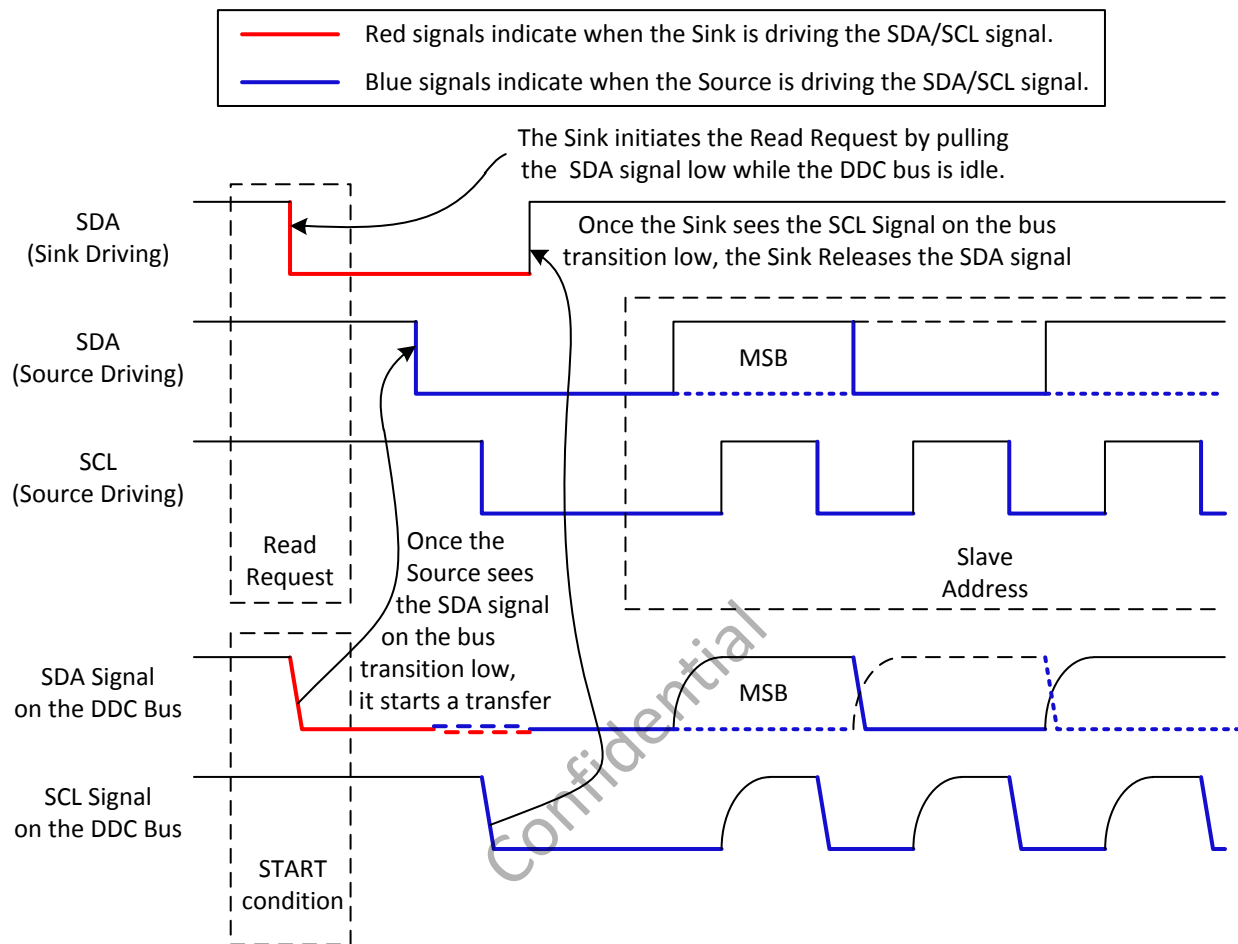 Red signals indicate when the Sink is driving the SDA/SCL signal.
Blue signals indicate when the Source is driving the SDA/SCL signal.
The Sink initiates the Read Request by pulling
the SDA signal low while the DDC bus is idle.
SDA
(Sink Driving)
Once the Sink sees the SCL Signal on the bus
transition low, the Sink Releases the SDA signal
SDA
(Source Driving)
MSB
SCL
(Source Driving)
Read
Request
Once the
Source sees
the SDA signal
on the bus
transition low,
it starts a transfer
Slave
Address
SDA Signal
on the DDC Bus
MSB
SCL Signal
on the DDC Bus
START
condition
Confidential